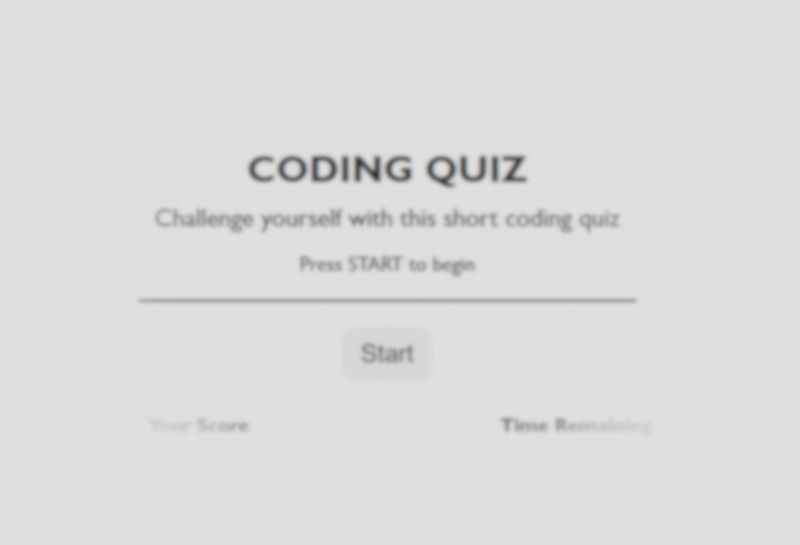 CODING QUIZ
Challenge yourself with this short coding quiz
Press START to begin
Start
Your Score
Time Remaining